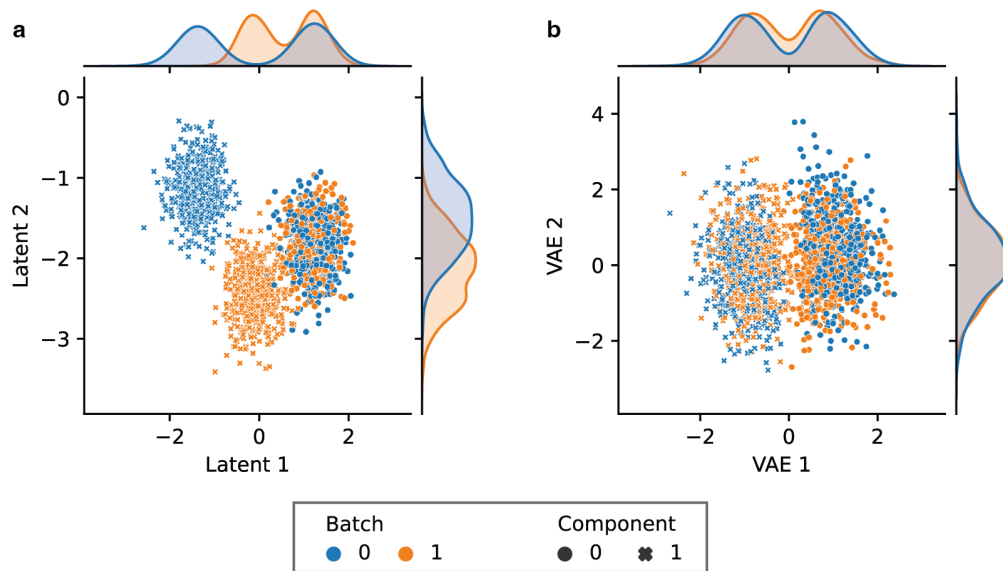 a
b
0
−1
−2
−3
Latent 2
−2 0 2
Latent 1
4
2
0
−2
VAE 2
−2 0 2
VAE 1
Batch Component
0 1 0 1